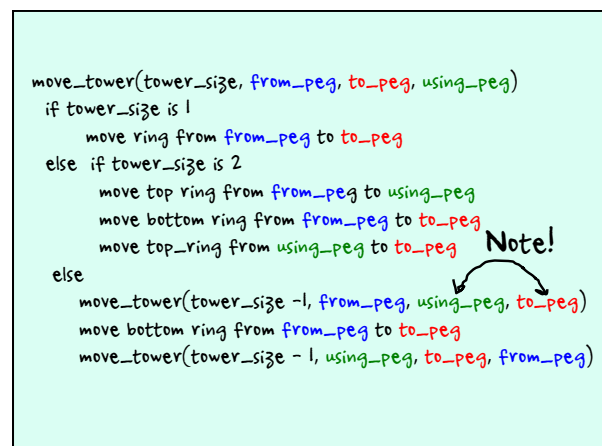 move_tower(tower_size, from_peg, to_peg, using_peg)
if tower_size is 1
move ring from from_peg to to_peg
else if tower_size is 2
move top ring from from_peg to using_peg
move bottom ring from from_peg to to_peg
move top_ring from using_peg to to_peg
Note!
else
move_tower(tower_size -1, from_peg, using_peg, to_peg)
move bottom ring from from_peg to to_peg
move_tower(tower_size - 1, using_peg, to_peg, from_peg)